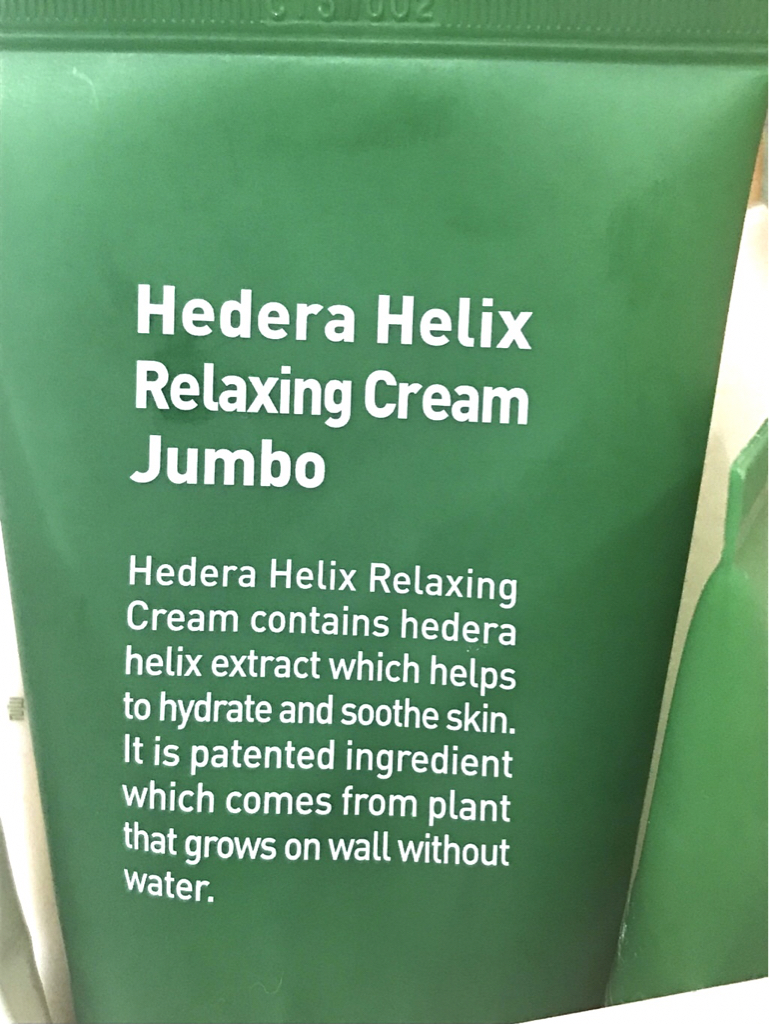 Hedera Helix
Relaxing Cream
Jumbo
Hedera Helix Relaxing
Cream contains hedera
helix extract which helps
to hydrate and soothe skin.
It is patented ingredient
which comes from plant
that grows on wall without
water.